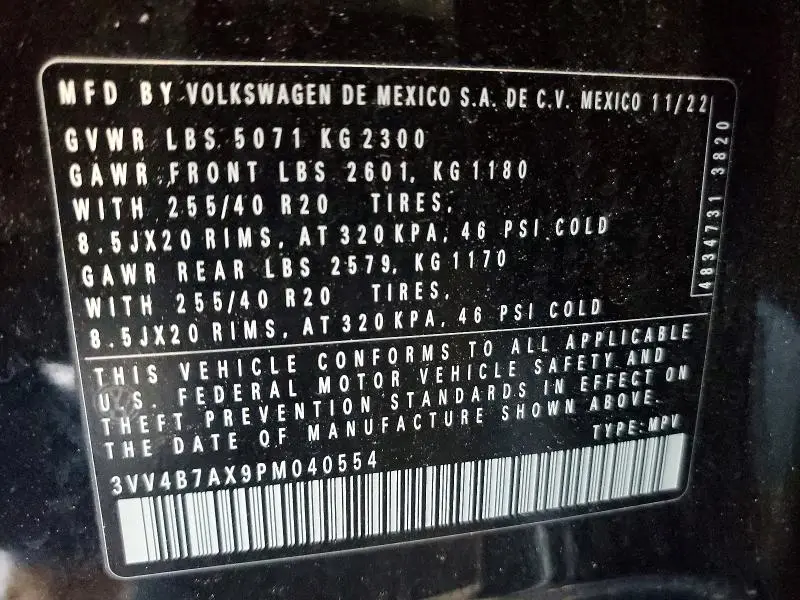 MFD BY VOLKSWAGEN DE MEXICO S.A. DE C.V. MEXICO 11/22
GVWR LBS 5071 KG 2300
GAWR FRONT LBS 2601, KG 1180
WITH 255/40 R20 TIRES,
8.5JX20 RIMS, AT 320 KPA, 46 PSI COLD
GAWR REAR LBS 2579, KG 1170
WITH 255/40 R20 TIRES,
8.5JX20 RIMS, AT 320 KPA, 46 PSI COLD
4834731 3820
THIS VEHICLE CONFORMS TO ALL APPLICABLE
U.S. FEDERAL MOTOR VEHICLE SAFETY AND
THEFT PREVENTION STANDARDS IN EFFECT ON
THE DATE OF MANUFACTURE SHOWN ABOVE.
TYPE: MPV
3VV4B7AX9PM040554